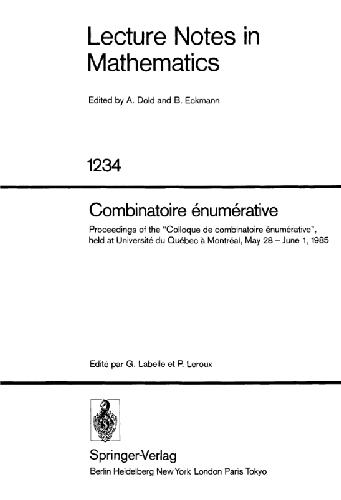 Lecture Notes in
Mathematics
Edited by A. Dold and B. Eckmann
1234
Combinatoire énumérative
Proceedings of the "Colloque de combinatoire énumérative",
held at Université du Québec à Montréal, May 28 – June 1, 1985
Edité par G. Labelle et P. Leroux
Springer-Verlag
Berlin Heidelberg New York London Paris Tokyo